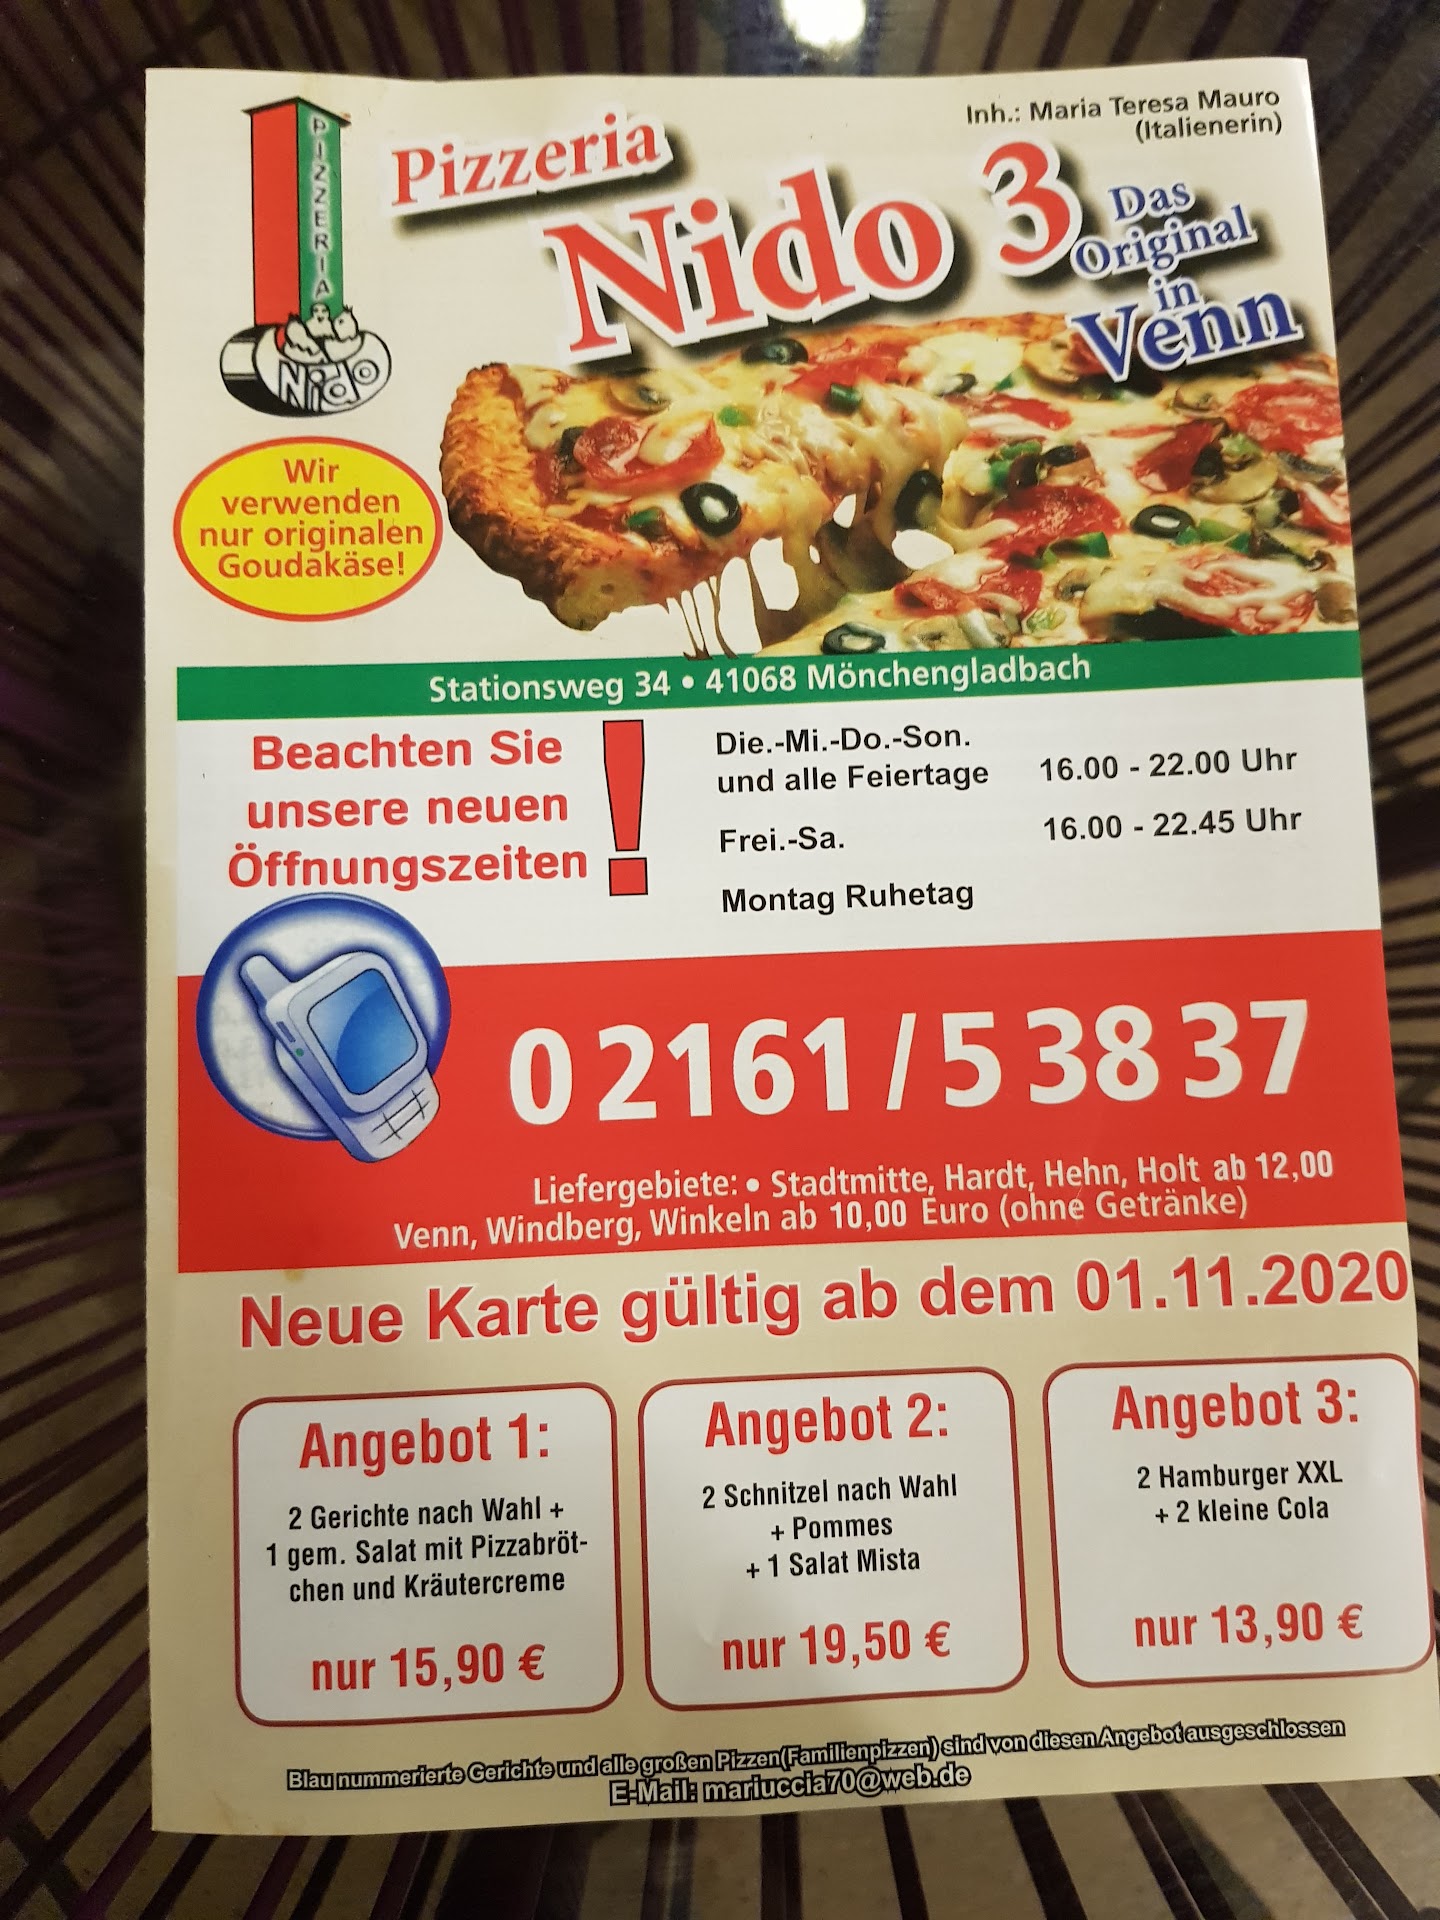 Inh.: Maria Teresa Mauro
(Italienerin)
PIZZERIA
Nido
Pizzeria
Nido 3
Das
Original
in
Venn
Wir
verwenden
nur originalen
Goudakäse!
Stationsweg 34 • 41068 Mönchengladbach
Beachten Sie
unsere neuen
Öffnungszeiten !
Die.-Mi.-Do.-Son.
und alle Feiertage 16.00 - 22.00 Uhr
Frei.-Sa. 16.00 - 22.45 Uhr
Montag Ruhetag
0 2161 / 5 38 37
Liefergebiete: • Stadtmitte, Hardt, Hehn, Holt ab 12,00
Venn, Windberg, Winkeln ab 10,00 Euro (ohne Getränke)
Neue Karte gültig ab dem 01.11.2020
Angebot 1:
2 Gerichte nach Wahl +
1 gem. Salat mit Pizzabröt-
chen und Kräutercreme
nur 15,90 €
Angebot 2:
2 Schnitzel nach Wahl
+ Pommes
+ 1 Salat Mista
nur 19,50 €
Angebot 3:
2 Hamburger XXL
+ 2 kleine Cola
nur 13,90 €
Blau nummerierte Gerichte und alle großen Pizzen(Familienpizzen) sind von diesen Angebot ausgeschlossen
E-Mail: mariuccia70@web.de